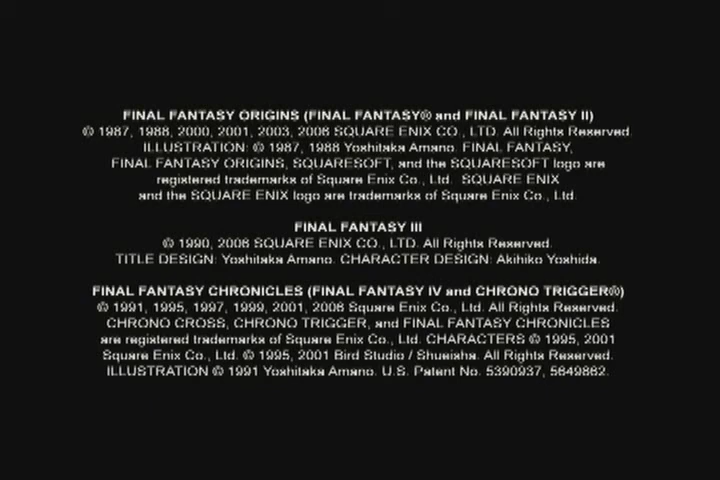 FINAL FANTASY ORIGINS (FINAL FANTASY® and FINAL FANTASY II)
© 1987, 1988, 2000, 2001, 2003, 2006 SQUARE ENIX CO., LTD. All Rights Reserved.
ILLUSTRATION: © 1987, 1988 Yoshitaka Amano. FINAL FANTASY,
FINAL FANTASY ORIGINS, SQUARESOFT, and the SQUARESOFT logo are
registered trademarks of Square Enix Co., Ltd. SQUARE ENIX
and the SQUARE ENIX logo are trademarks of Square Enix Co., Ltd.
FINAL FANTASY III
© 1990, 2006 SQUARE ENIX CO., LTD. All Rights Reserved.
TITLE DESIGN: Yoshitaka Amano. CHARACTER DESIGN: Akihiko Yoshida.
FINAL FANTASY CHRONICLES (FINAL FANTASY IV and CHRONO TRIGGER®)
© 1991, 1995, 1997, 1999, 2001, 2006 Square Enix Co., Ltd. All Rights Reserved.
CHRONO CROSS, CHRONO TRIGGER, and FINAL FANTASY CHRONICLES
are registered trademarks of Square Enix Co., Ltd. CHARACTERS © 1995, 2001
Square Enix Co., Ltd. © 1995, 2001 Bird Studio / Shueisha. All Rights Reserved.
ILLUSTRATION © 1991 Yoshitaka Amano. U.S. Patent No. 5390937, 5649862.